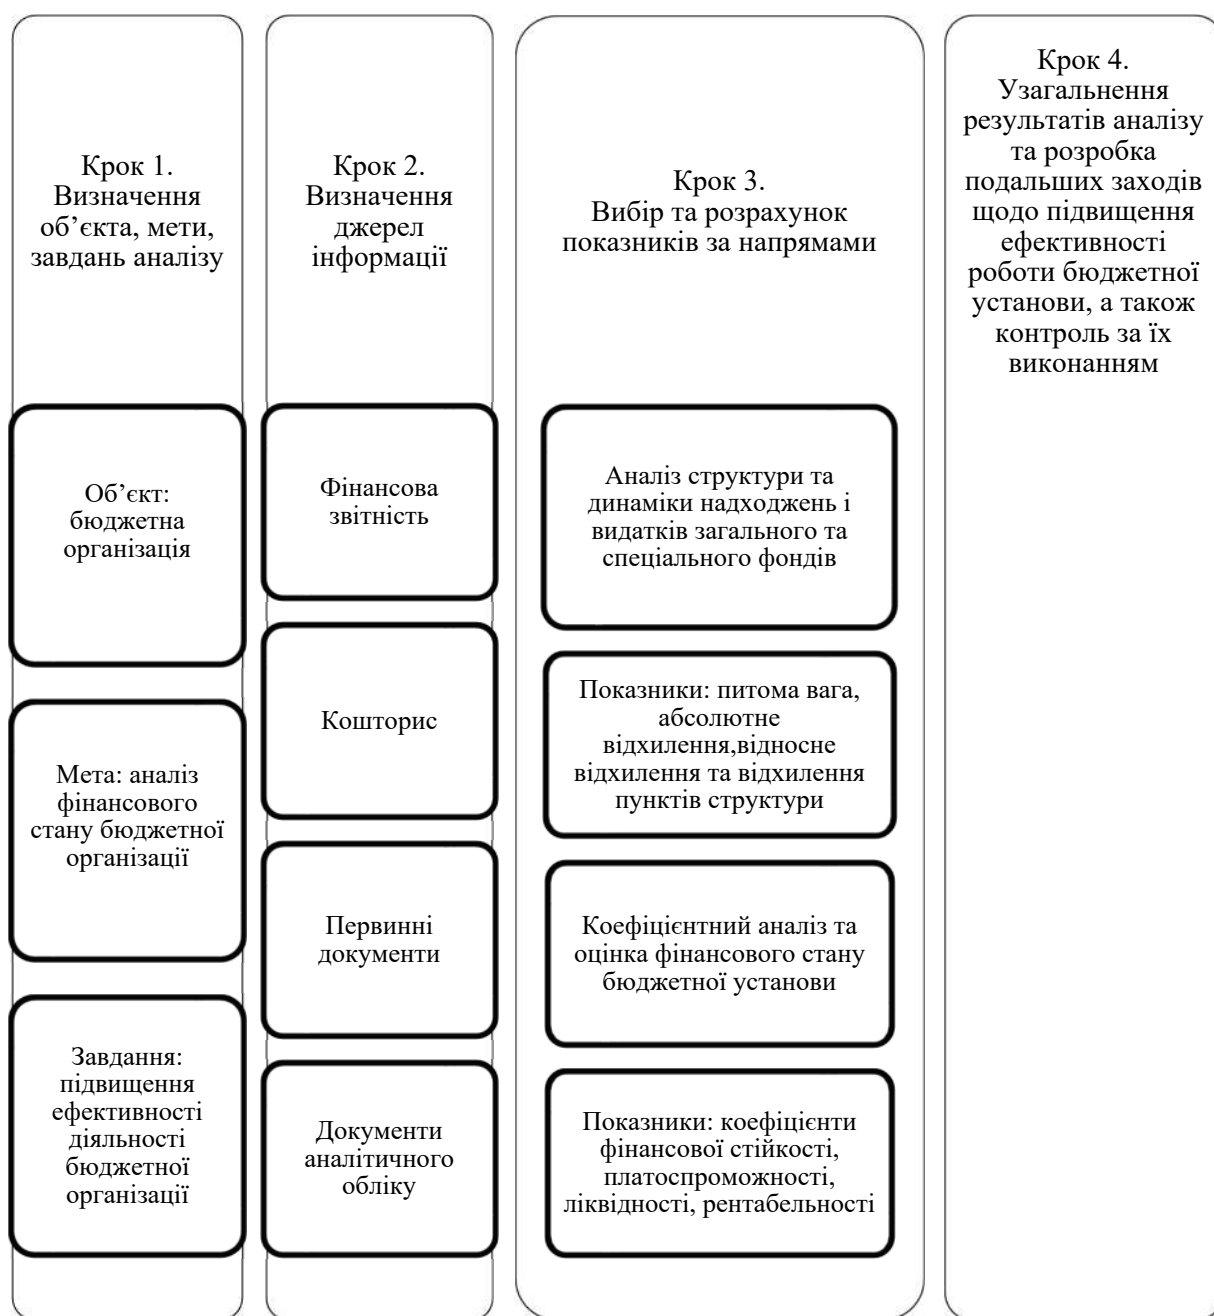 Крок 1.
Визначення
об’єкта, мети,
завдань аналізу
Об’єкт:
бюджетна
організація
Мета: аналіз
фінансового
стану бюджетної
організації
Завдання:
підвищення
ефективності
діяльності
бюджетної
організації
Крок 2.
Визначення
джерел
інформації
Фінансова
звітність
Кошторис
Первинні
документи
Документи
аналітичного
обліку
Крок 3.
Вибір та розрахунок
показників за напрямами
Аналіз структури та
динаміки надходжень і
видатків загального та
спеціального фондів
Показники: питома вага,
абсолютне
відхилення,відносне
відхилення та відхилення
пунктів структури
Коефіцієнтний аналіз та
оцінка фінансового стану
бюджетної установи
Показники: коефіцієнти
фінансової стійкості,
платоспроможності,
ліквідності, рентабельності
Крок 4.
Узагальнення
результатів аналізу
та розробка
подальших заходів
щодо підвищення
ефективності
роботи бюджетної
установи, а також
контроль за їх
виконанням